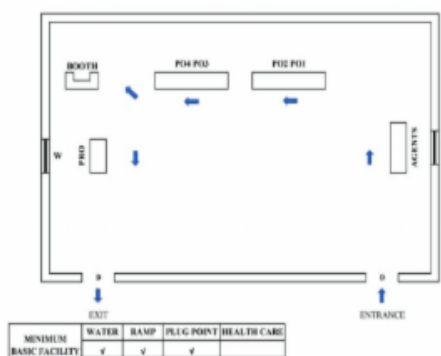 BOOTH
PO4 PO3
PO2 PO1
W
PRO
AGENTS
D
D
EXIT
ENTRANCE
MINIMUM BASIC FACILITY
WATER RAMP PLUG POINT HEALTH CARE
√ √ √